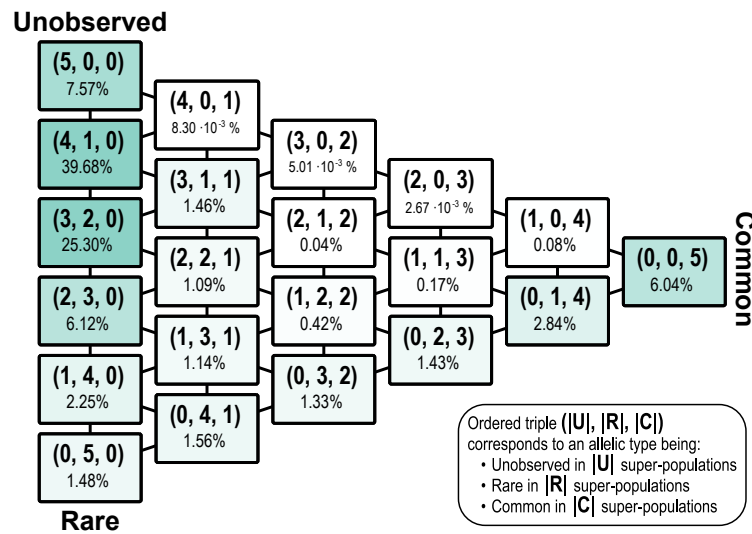 Unobserved
(5, 0, 0)
7.57%
(4, 1, 0)
39.68%
(3, 2, 0)
25.30%
(2, 3, 0)
6.12%
(1, 4, 0)
2.25%
(0, 5, 0)
1.48%
Rare
(4, 0, 1)
8.30 ·10⁻³ %
(3, 1, 1)
1.46%
(2, 2, 1)
1.09%
(1, 3, 1)
1.14%
(0, 4, 1)
1.56%
(3, 0, 2)
5.01 ·10⁻³ %
(2, 1, 2)
0.04%
(1, 2, 2)
0.42%
(0, 3, 2)
1.33%
(2, 0, 3)
2.67 ·10⁻³ %
(1, 1, 3)
0.17%
(0, 2, 3)
1.43%
(1, 0, 4)
0.08%
(0, 1, 4)
2.84%
(0, 0, 5)
6.04%
Common
Ordered triple (|U|, |R|, |C|)
corresponds to an allelic type being:
• Unobserved in |U| super-populations
• Rare in |R| super-populations
• Common in |C| super-populations